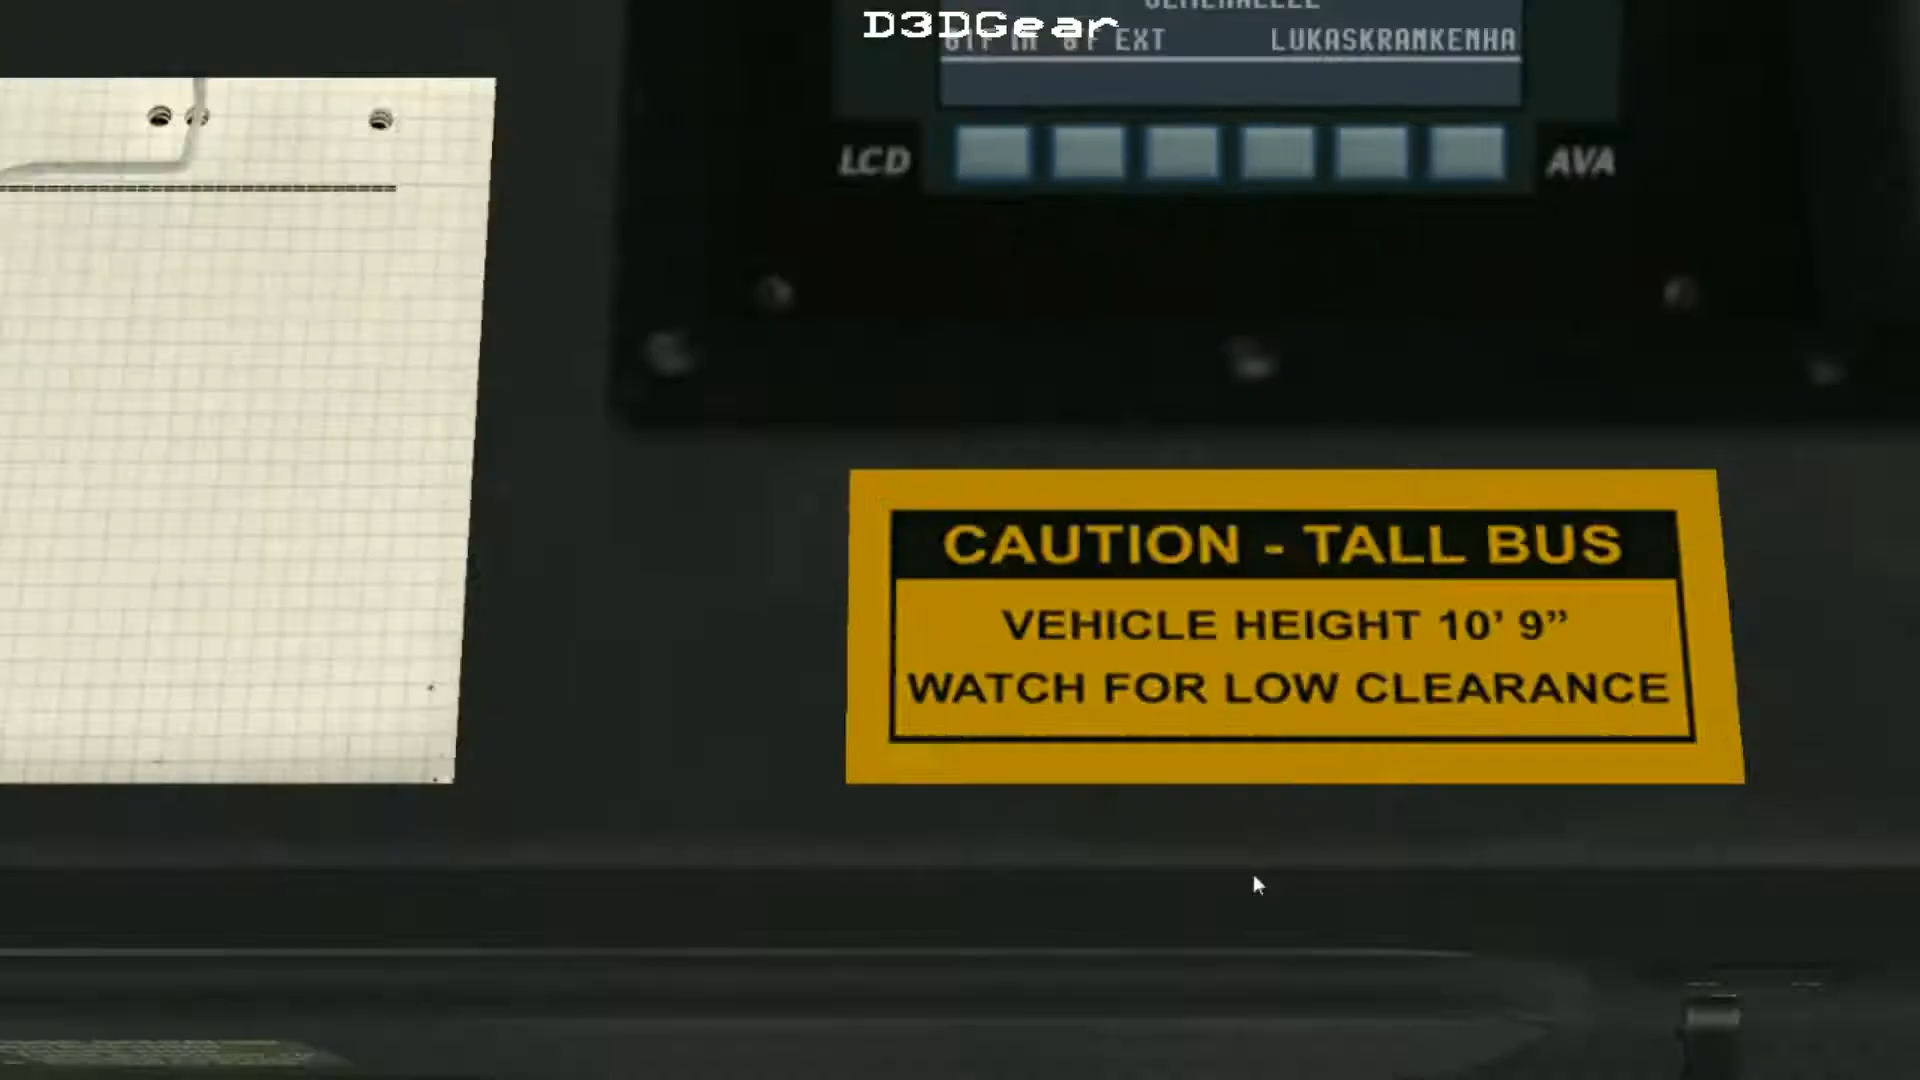 D3DGear
EXT LUKASKRANKENHA
LCD
AVA
CAUTION - TALL BUS
VEHICLE HEIGHT 10’ 9”
WATCH FOR LOW CLEARANCE